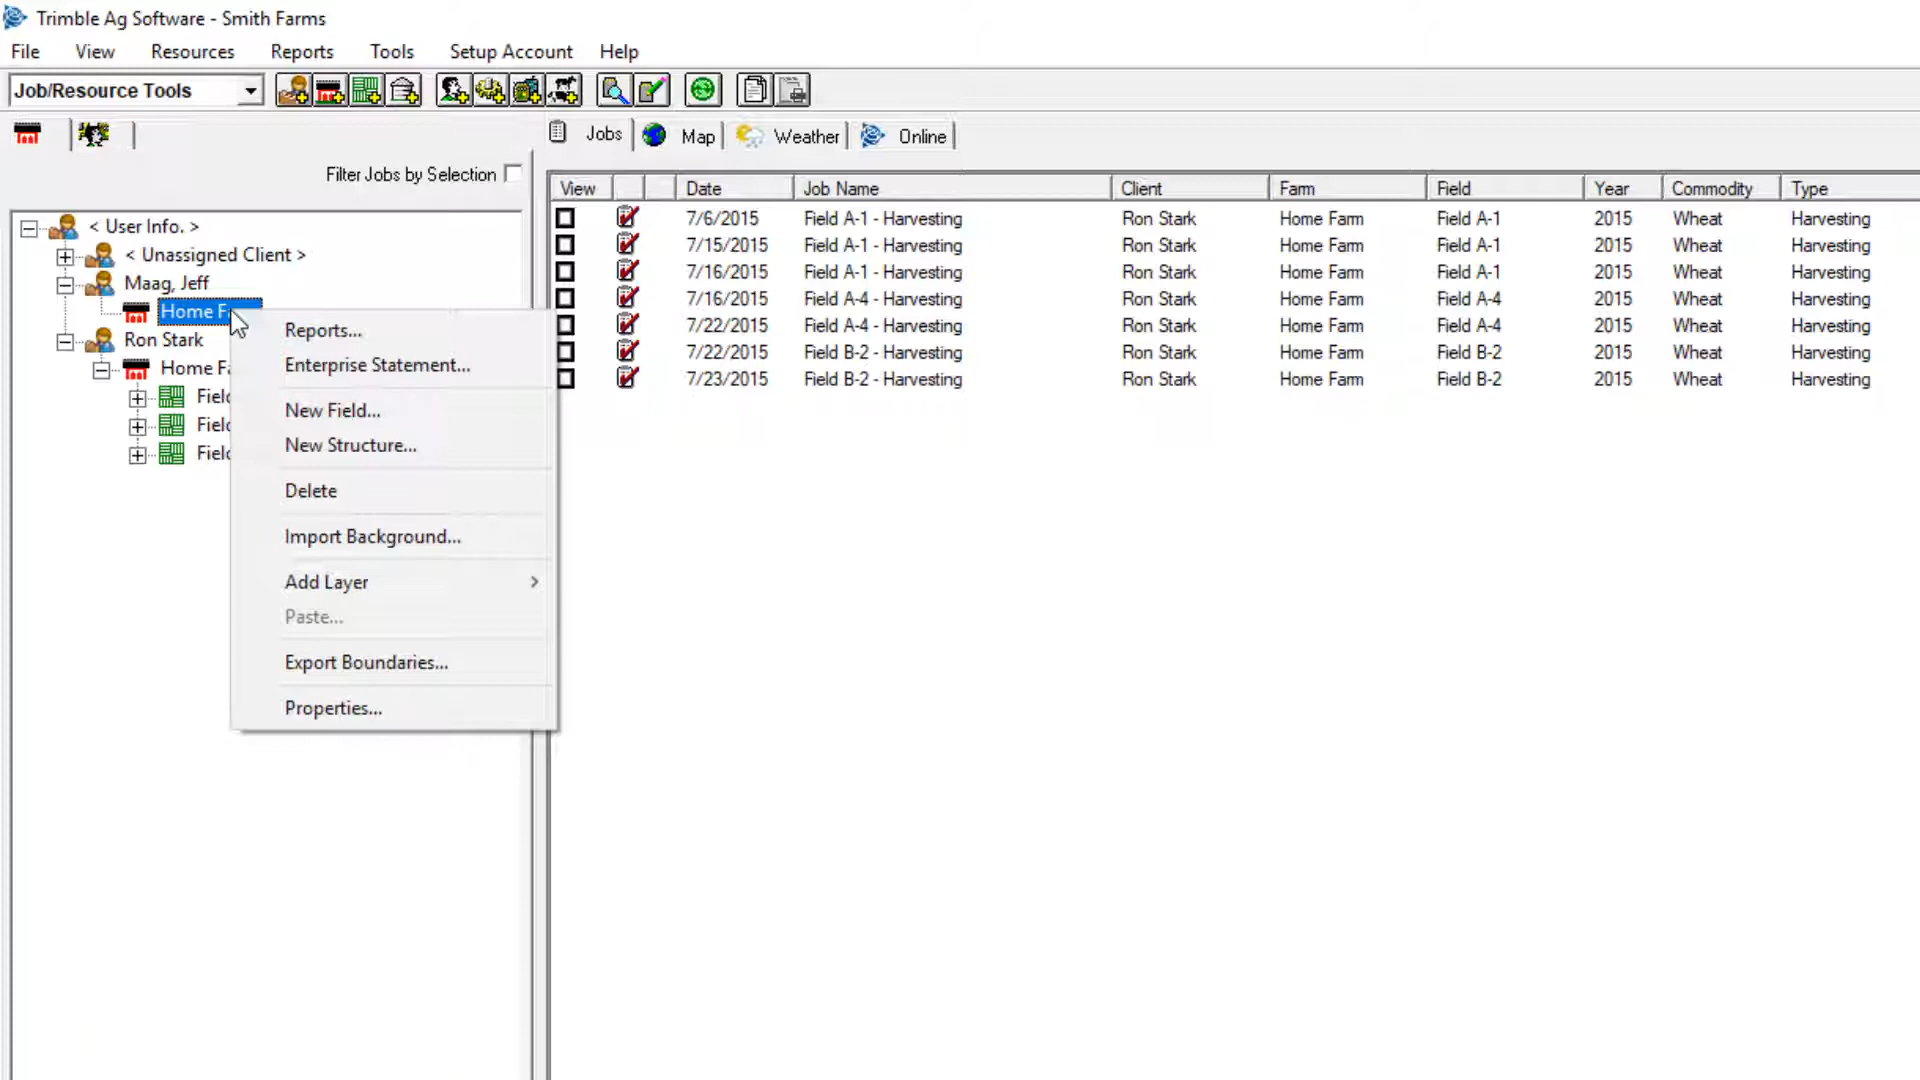 Trimble Ag Software - Smith Farms
File View Resources Reports Tools Setup Account Help
Job/Resource Tools
Jobs Map Weather Online
Filter Jobs by Selection
< User Info. >
< Unassigned Client >
Maag, Jeff
Home F
Ron Stark
Home Fa
Field
Field
Field
Reports...
Enterprise Statement...
New Field...
New Structure...
Delete
Import Background...
Add Layer
Paste...
Export Boundaries...
Properties...
View Date Job Name Client Farm Field Year Commodity Type
7/6/2015 Field A-1 - Harvesting Ron Stark Home Farm Field A-1 2015 Wheat Harvesting
7/15/2015 Field A-1 - Harvesting Ron Stark Home Farm Field A-1 2015 Wheat Harvesting
7/16/2015 Field A-1 - Harvesting Ron Stark Home Farm Field A-1 2015 Wheat Harvesting
7/16/2015 Field A-4 - Harvesting Ron Stark Home Farm Field A-4 2015 Wheat Harvesting
7/22/2015 Field A-4 - Harvesting Ron Stark Home Farm Field A-4 2015 Wheat Harvesting
7/22/2015 Field B-2 - Harvesting Ron Stark Home Farm Field B-2 2015 Wheat Harvesting
7/23/2015 Field B-2 - Harvesting Ron Stark Home Farm Field B-2 2015 Wheat Harvesting